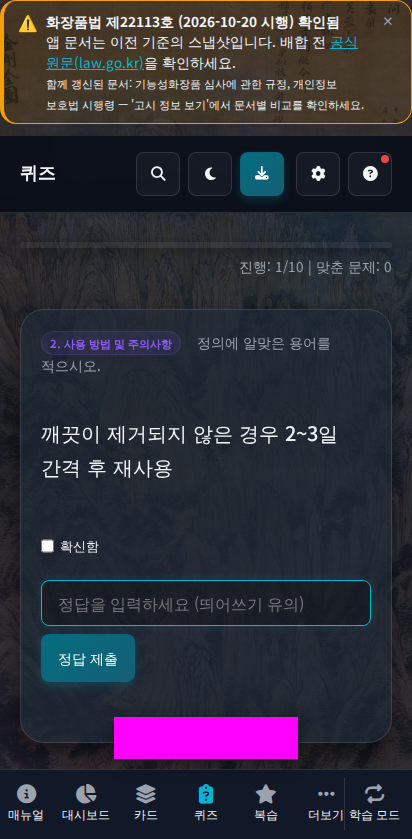 화장품법 제22113호 (2026-10-20 시행) 확인됨
앱 문서는 이전 기준의 스냅샷입니다. 배합 전 공식
원문(law.go.kr)을 확인하세요.
함께 갱신된 문서: 기능성화장품 심사에 관한 규정, 개인정보
보호법 시행령 — '고시 정보 보기'에서 문서별 비교를 확인하세요.
퀴즈
진행: 1/10 | 맞춘 문제: 0
2. 사용 방법 및 주의사항 정의에 알맞은 용어를
적으시오.
깨끗이 제거되지 않은 경우 2~3일
간격 후 재사용
확신함
정답을 입력하세요 (띄어쓰기 유의)
정답 제출
매뉴얼 대시보드 카드 퀴즈 복습 더보기 학습 모드